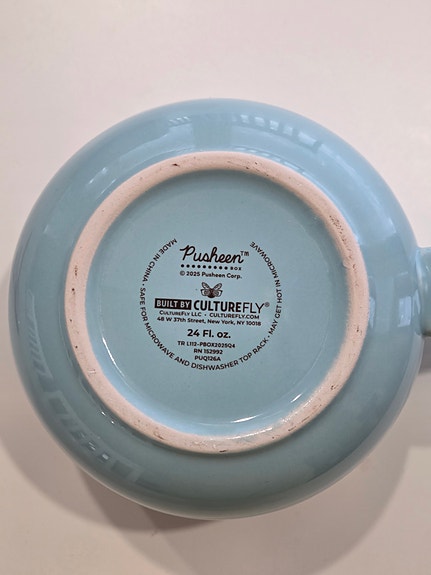 Pusheen™
BOX
© 2025 Pusheen Corp.
BUILT BY CULTUREFLY®
CultureFly LLC • CULTUREFLY.COM
48 W 37th Street, New York, NY 10018
24 Fl. oz.
TR L112-PBOX2025Q4
RN 152992
PUQ126A
MADE IN CHINA • SAFE FOR MICROWAVE AND DISHWASHER TOP RACK • MAY GET HOT IN MICROWAVE